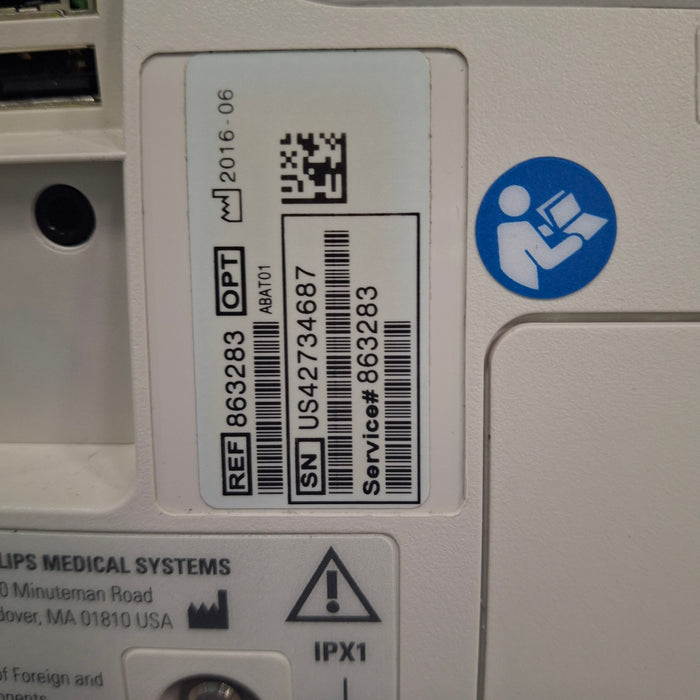 2016-06
REF 863283 OPT
ABAT01
SN US42734687
Service# 863283
LIPS MEDICAL SYSTEMS
0 Minuteman Road
dover, MA 01810 USA
IPX1
of Foreign and